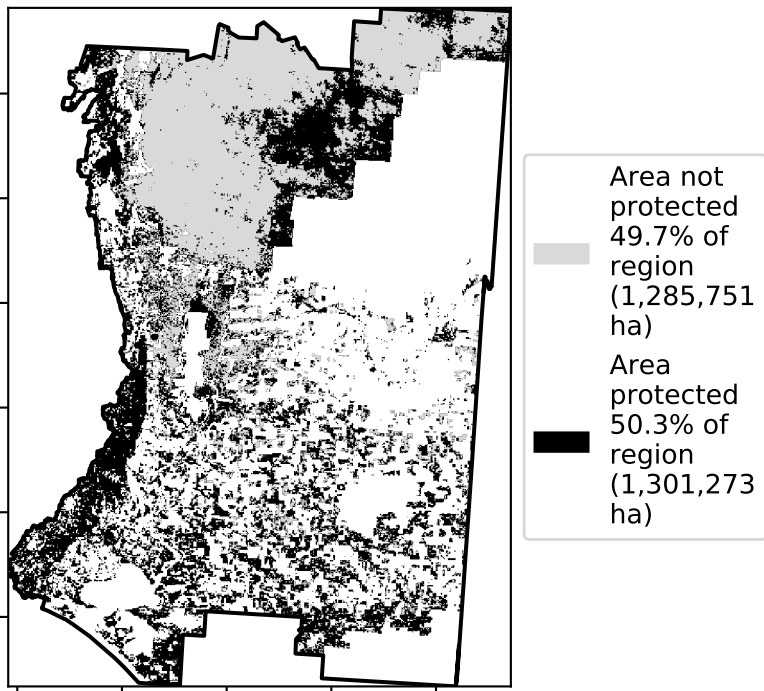 Area not
protected
49.7% of
region
(1,285,751
ha)
Area
protected
50.3% of
region
(1,301,273
ha)